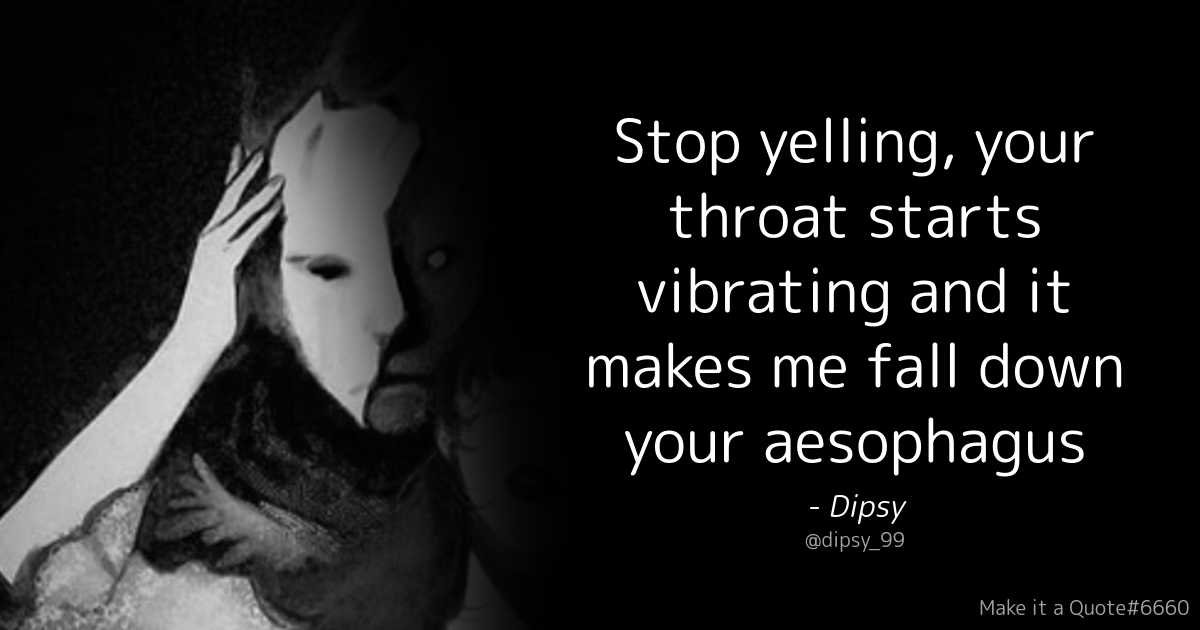 Stop yelling, your
throat starts
vibrating and it
makes me fall down
your aesophagus
- Dipsy
@dipsy_99
Make it a Quote#6660